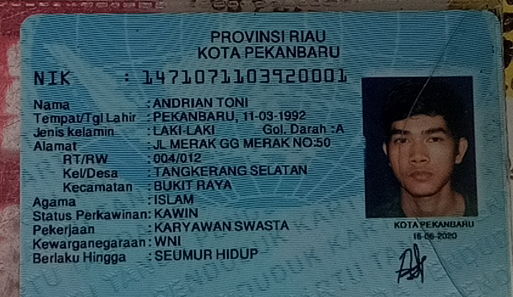 PROVINSI RIAU
KOTA PEKANBARU
NIK : 1471071103920001
Nama : ANDRIAN TONI
Tempat/Tgl Lahir : PEKANBARU, 11-03-1992
Jenis kelamin : LAKI-LAKI Gol. Darah :A
Alamat : JL MERAK GG MERAK NO:50
RT/RW : 004/012
Kel/Desa : TANGKERANG SELATAN
Kecamatan : BUKIT RAYA
Agama : ISLAM
Status Perkawinan: KAWIN
Pekerjaan : KARYAWAN SWASTA
Kewarganegaraan: WNI
Berlaku Hingga : SEUMUR HIDUP
KOTA PEKANBARU
16-06-2020